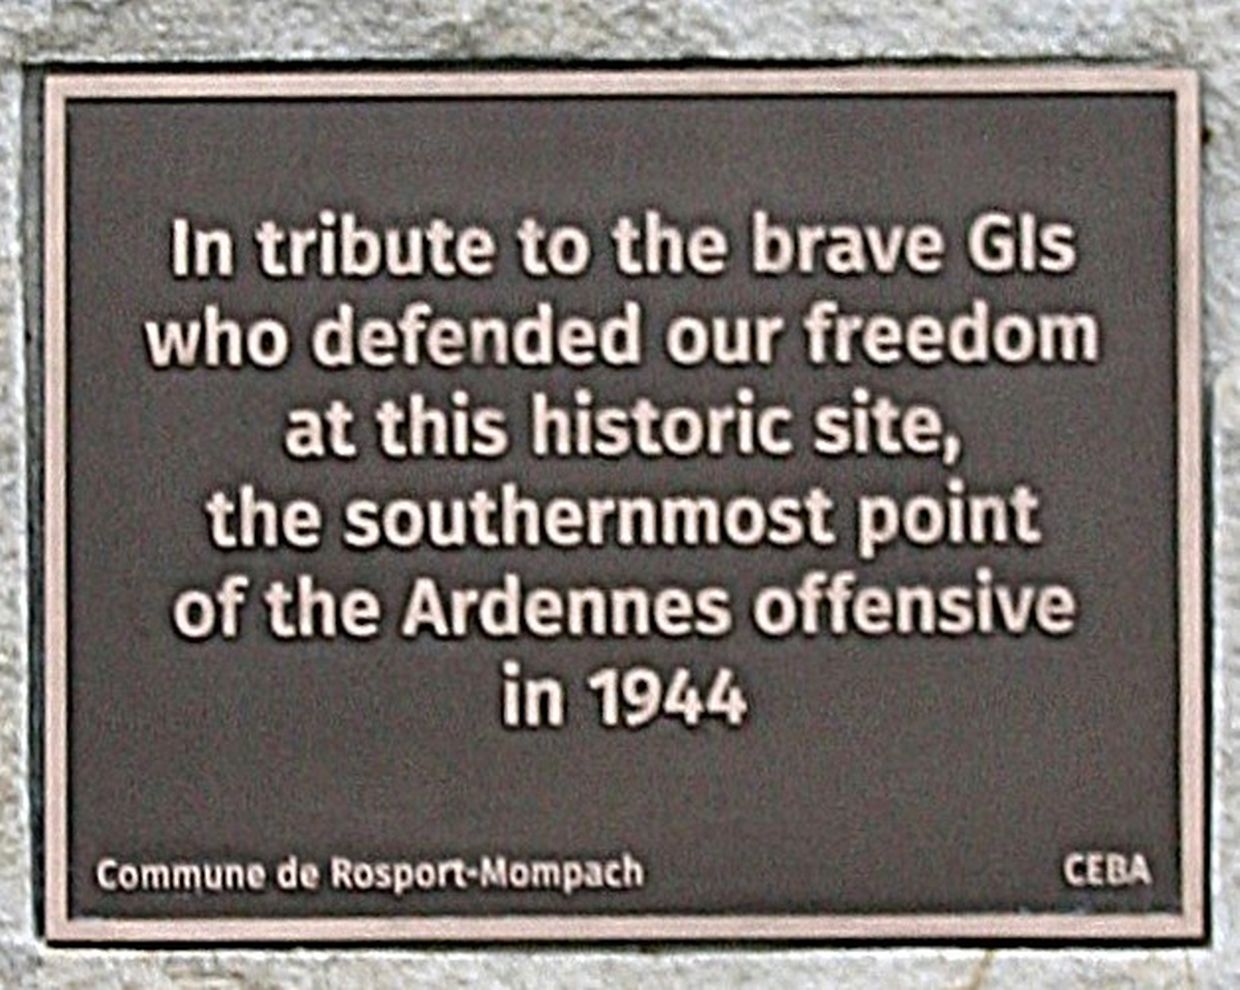 In tribute to the brave GIs
who defended our freedom
at this historic site,
the southernmost point
of the Ardennes offensive
in 1944
Commune de Rosport-Mompach CEBA